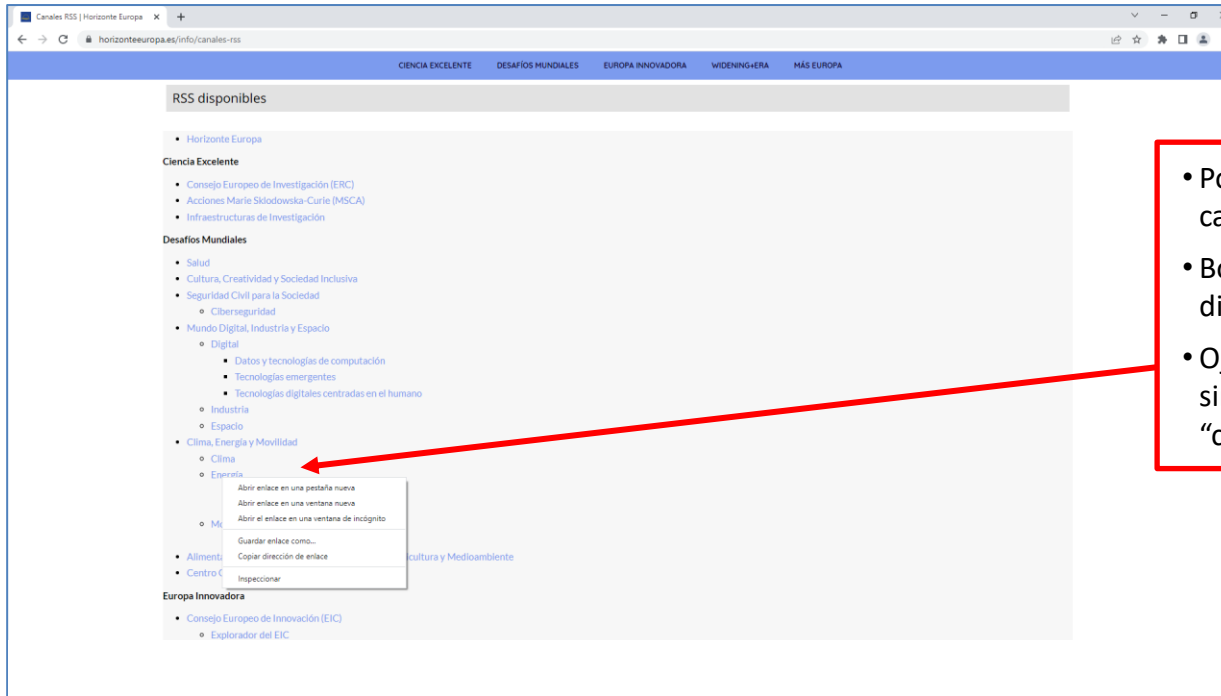 Canales RSS | Horizonte Europa
horizonteeuropa.es/info/canales-rss
CIENCIA EXCELENTE DESAFÍOS MUNDIALES EUROPA INNOVADORA WIDENING+ERA MÁS EUROPA
RSS disponibles
Horizonte Europa
Ciencia Excelente
Consejo Europeo de Investigación (ERC)
Acciones Marie Sklodowska-Curie (MSCA)
Infraestructuras de Investigación
Desafíos Mundiales
Salud
Cultura, Creatividad y Sociedad Inclusiva
Seguridad Civil para la Sociedad
Ciberseguridad
Mundo Digital, Industria y Espacio
Digital
Datos y tecnologías de computación
Tecnologías emergentes
Tecnologías digitales centradas en el humano
Industria
Espacio
Clima, Energía y Movilidad
Clima
Energía
Abrir enlace en una pestaña nueva
Abrir enlace en una ventana nueva
Abrir el enlace en una ventana de incógnito
Guardar enlace como...
Copiar dirección de enlace
y Medioambiente
Inspeccionar
Centro
Europa Innovadora
Consejo Europeo de Innovación (EIC)
Explorador del EIC